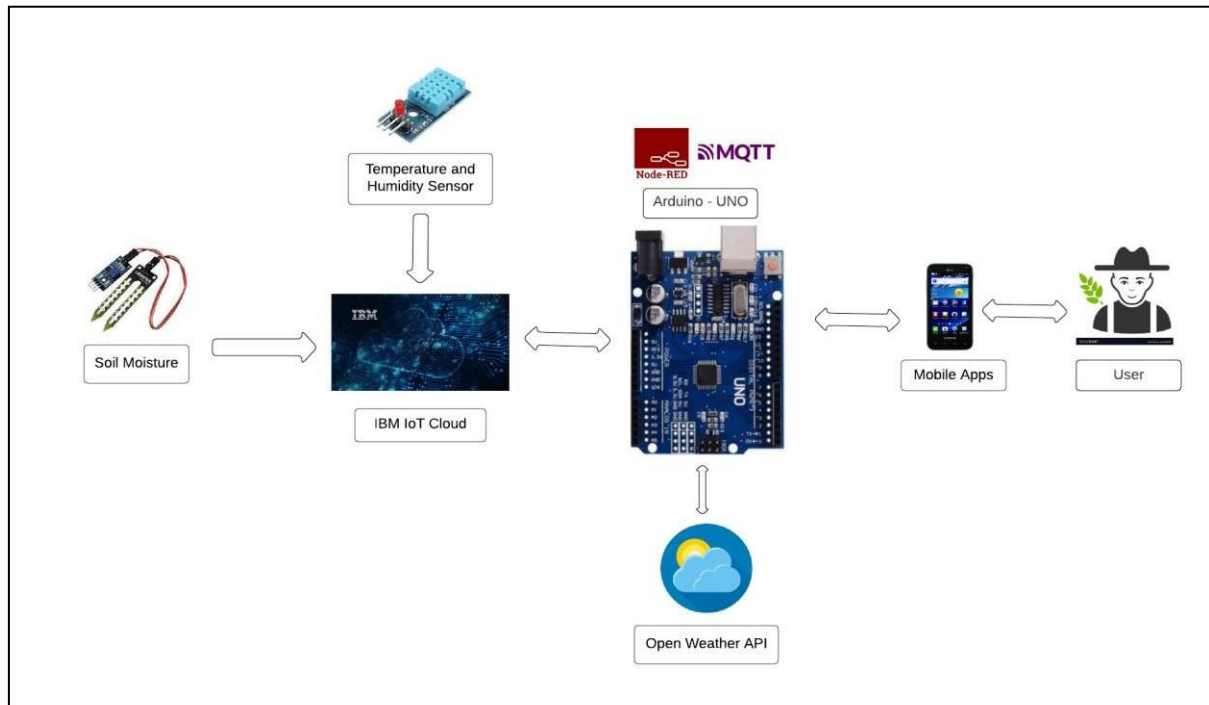 Temperature and
Humidity Sensor
Soil Moisture
IBM
IBM IoT Cloud
Node-RED
MQTT
Arduino - UNO
UNO
Mobile Apps
User
Open Weather API